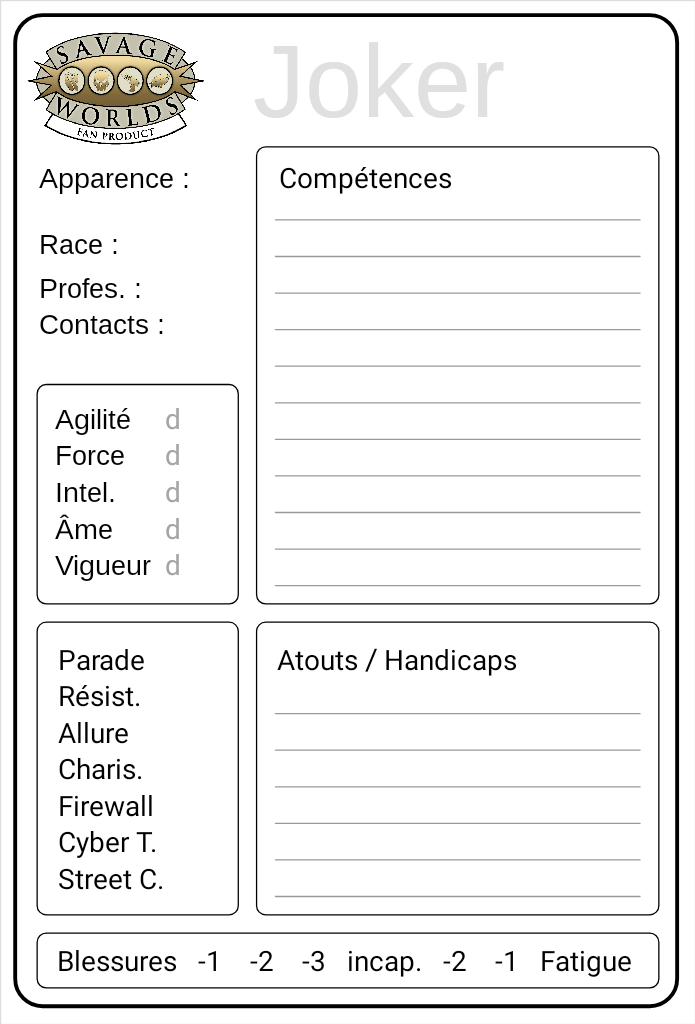 SAVAGE
WORLDS
FAN PRODUCT
Joker
Apparence :
Race :
Profes. :
Contacts :
Compétences
Agilité d
Force d
Intel. d
Âme d
Vigueur d
Parade
Résist.
Allure
Charis.
Firewall
Cyber T.
Street C.
Atouts / Handicaps
Blessures -1 -2 -3 incap. -2 -1 Fatigue